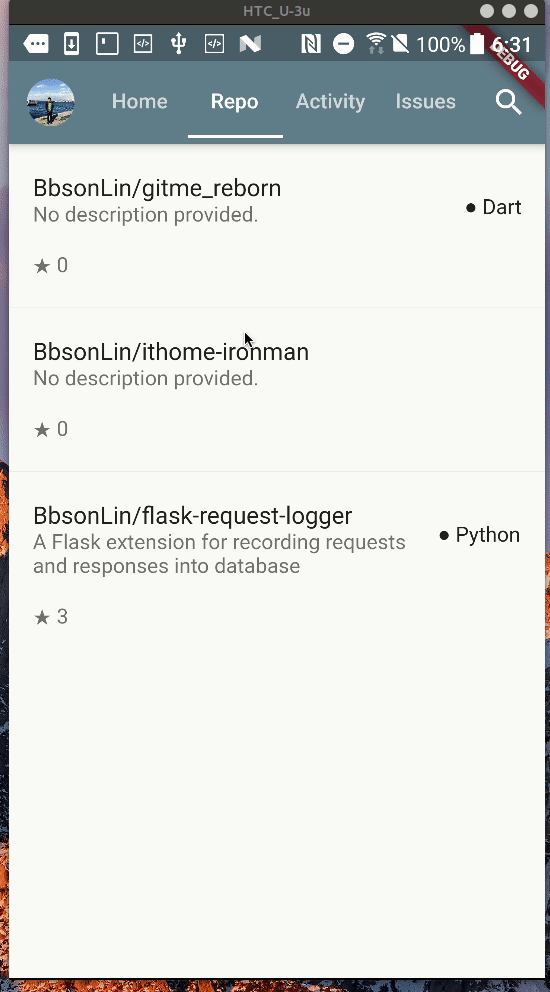 HTC_U-3u
100% 6:31
DEBUG
Home Repo Activity Issues
BbsonLin/gitme_reborn
No description provided.
● Dart
★ 0
BbsonLin/ithome-ironman
No description provided.
★ 0
BbsonLin/flask-request-logger
A Flask extension for recording requests
and responses into database
● Python
★ 3